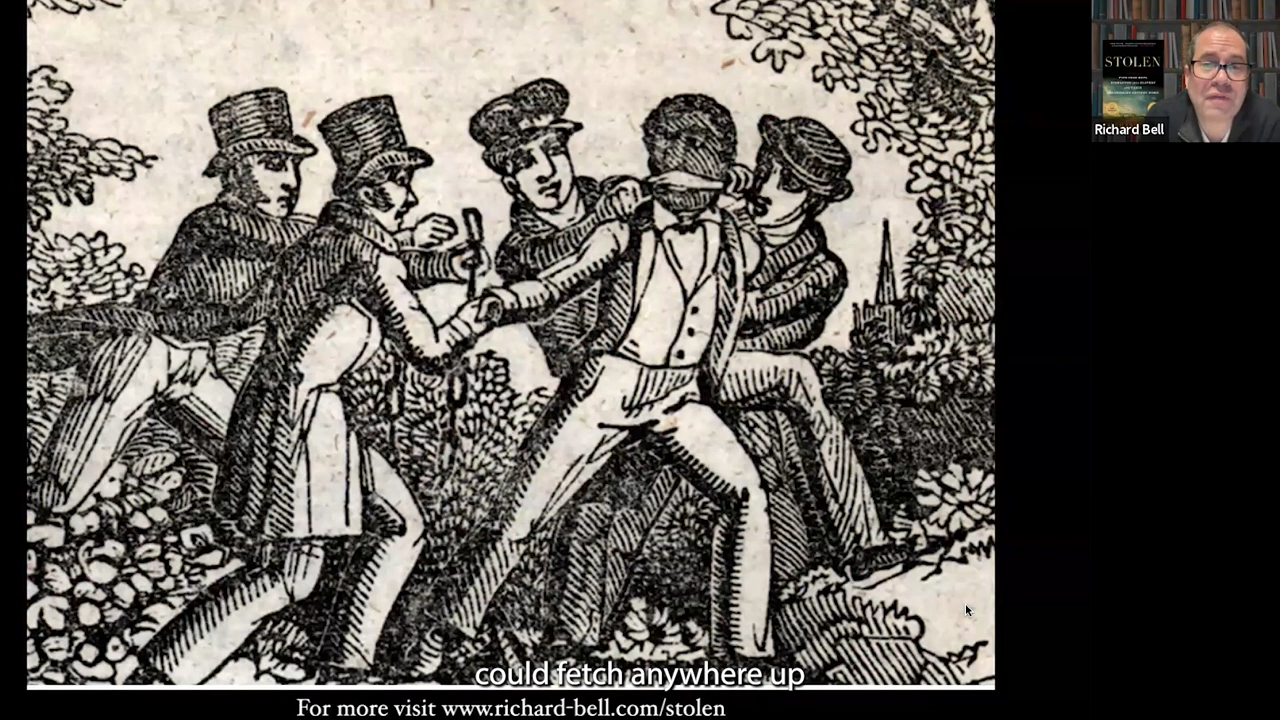 STOLEN
Richard Bell
could fetch anywhere up
For more visit www.richard-bell.com/stolen